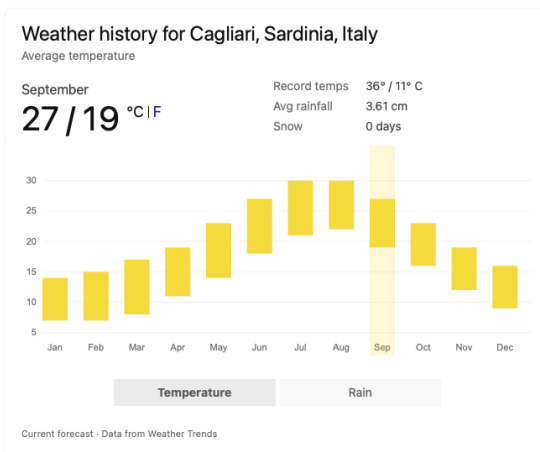 Weather history for Cagliari, Sardinia, Italy
Average temperature
September
27 / 19 °C | F
Record temps 36° / 11° C
Avg rainfall 3.61 cm
Snow 0 days
30
25
20
15
10
5
Jan Feb Mar Apr May Jun Jul Aug Sep Oct Nov Dec
Temperature Rain
Current forecast · Data from Weather Trends